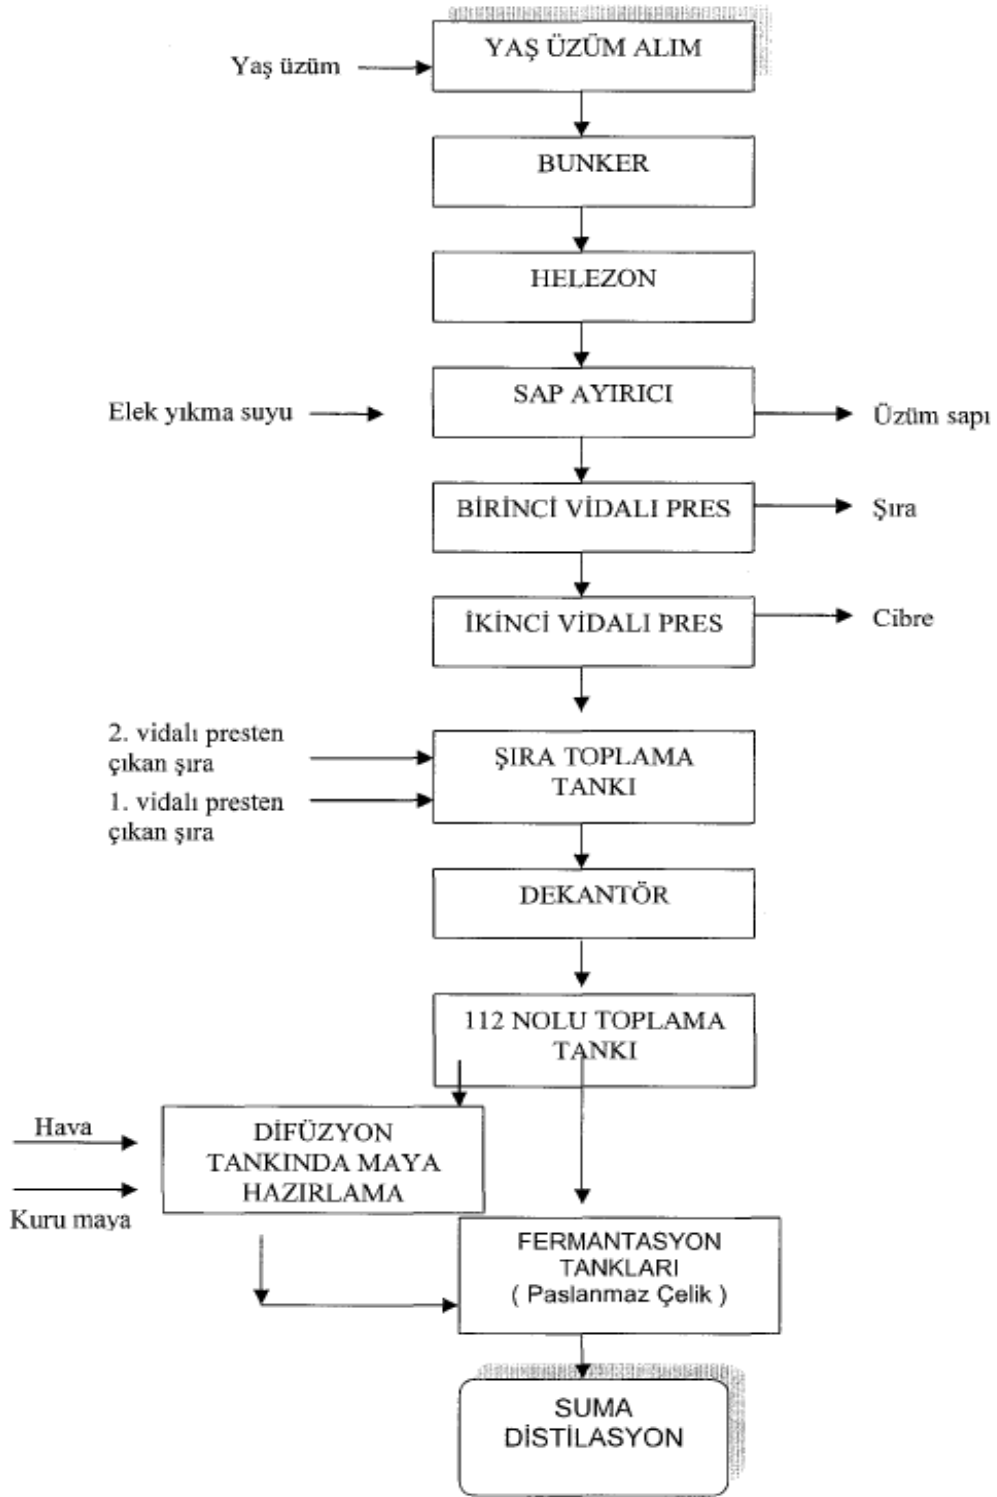 YAŞ ÜZÜM ALIM
Yaş üzüm
BUNKER
HELEZON
SAP AYIRICI
Elek yıkma suyu
Üzüm sapı
BİRİNCİ VİDALI PRES
Şıra
İKİNCİ VİDALI PRES
Cibre
2. vidalı presten
çıkan şıra
1. vidalı presten
çıkan şıra
ŞIRA TOPLAMA
TANKI
DEKANTÖR
112 NOLU TOPLAMA
TANKI
Hava
Kuru maya
DİFÜZYON
TANKINDA MAYA
HAZIRLAMA
FERMANTASYON
TANKLARI
( Paslanmaz Çelik )
SUMA
DİSTİLASYON